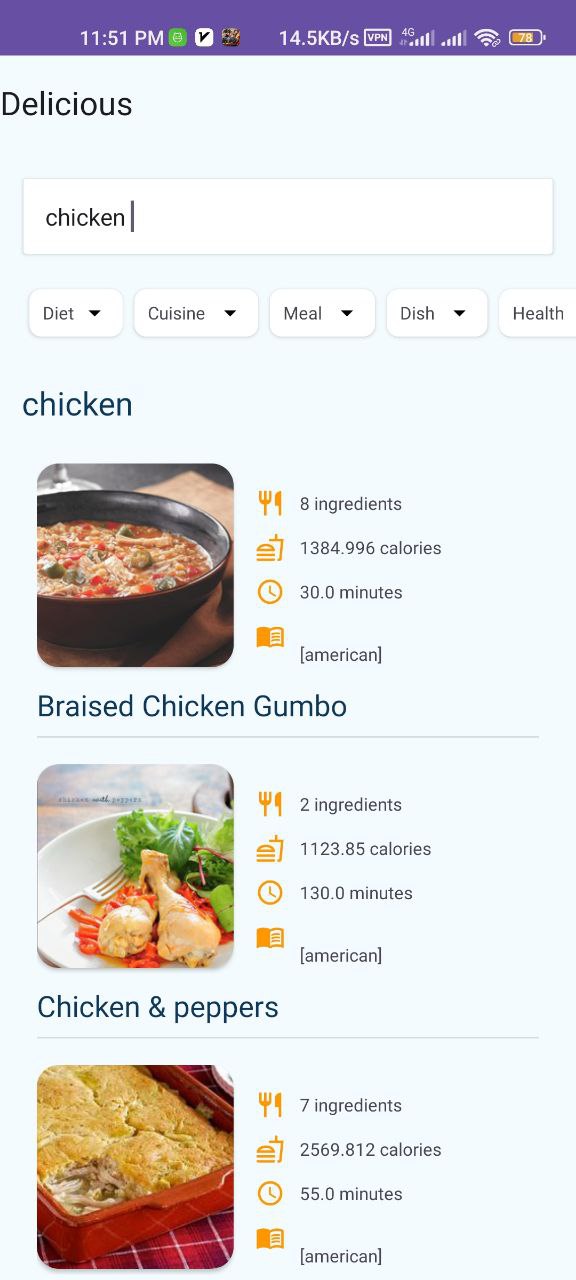 11:51 PM 14.5KB/s VPN 4G 78
Delicious
chicken
Diet Cuisine Meal Dish Health
chicken
8 ingredients
1384.996 calories
30.0 minutes
[american]
Braised Chicken Gumbo
chicken with peppers
2 ingredients
1123.85 calories
130.0 minutes
[american]
Chicken & peppers
7 ingredients
2569.812 calories
55.0 minutes
[american]